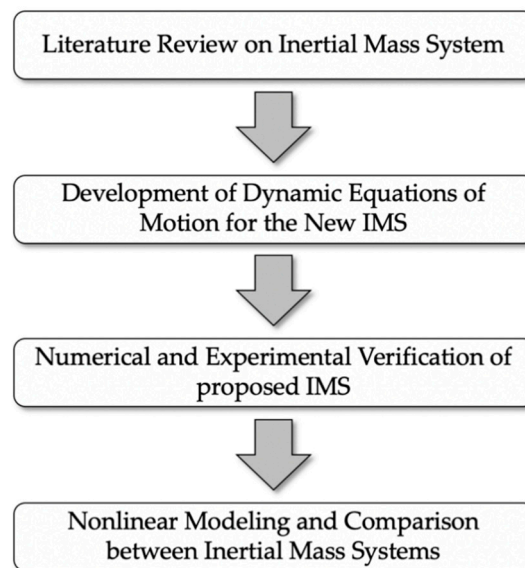 Literature Review on Inertial Mass System
Development of Dynamic Equations of
Motion for the New IMS
Numerical and Experimental Verification of
proposed IMS
Nonlinear Modeling and Comparison
between Inertial Mass Systems